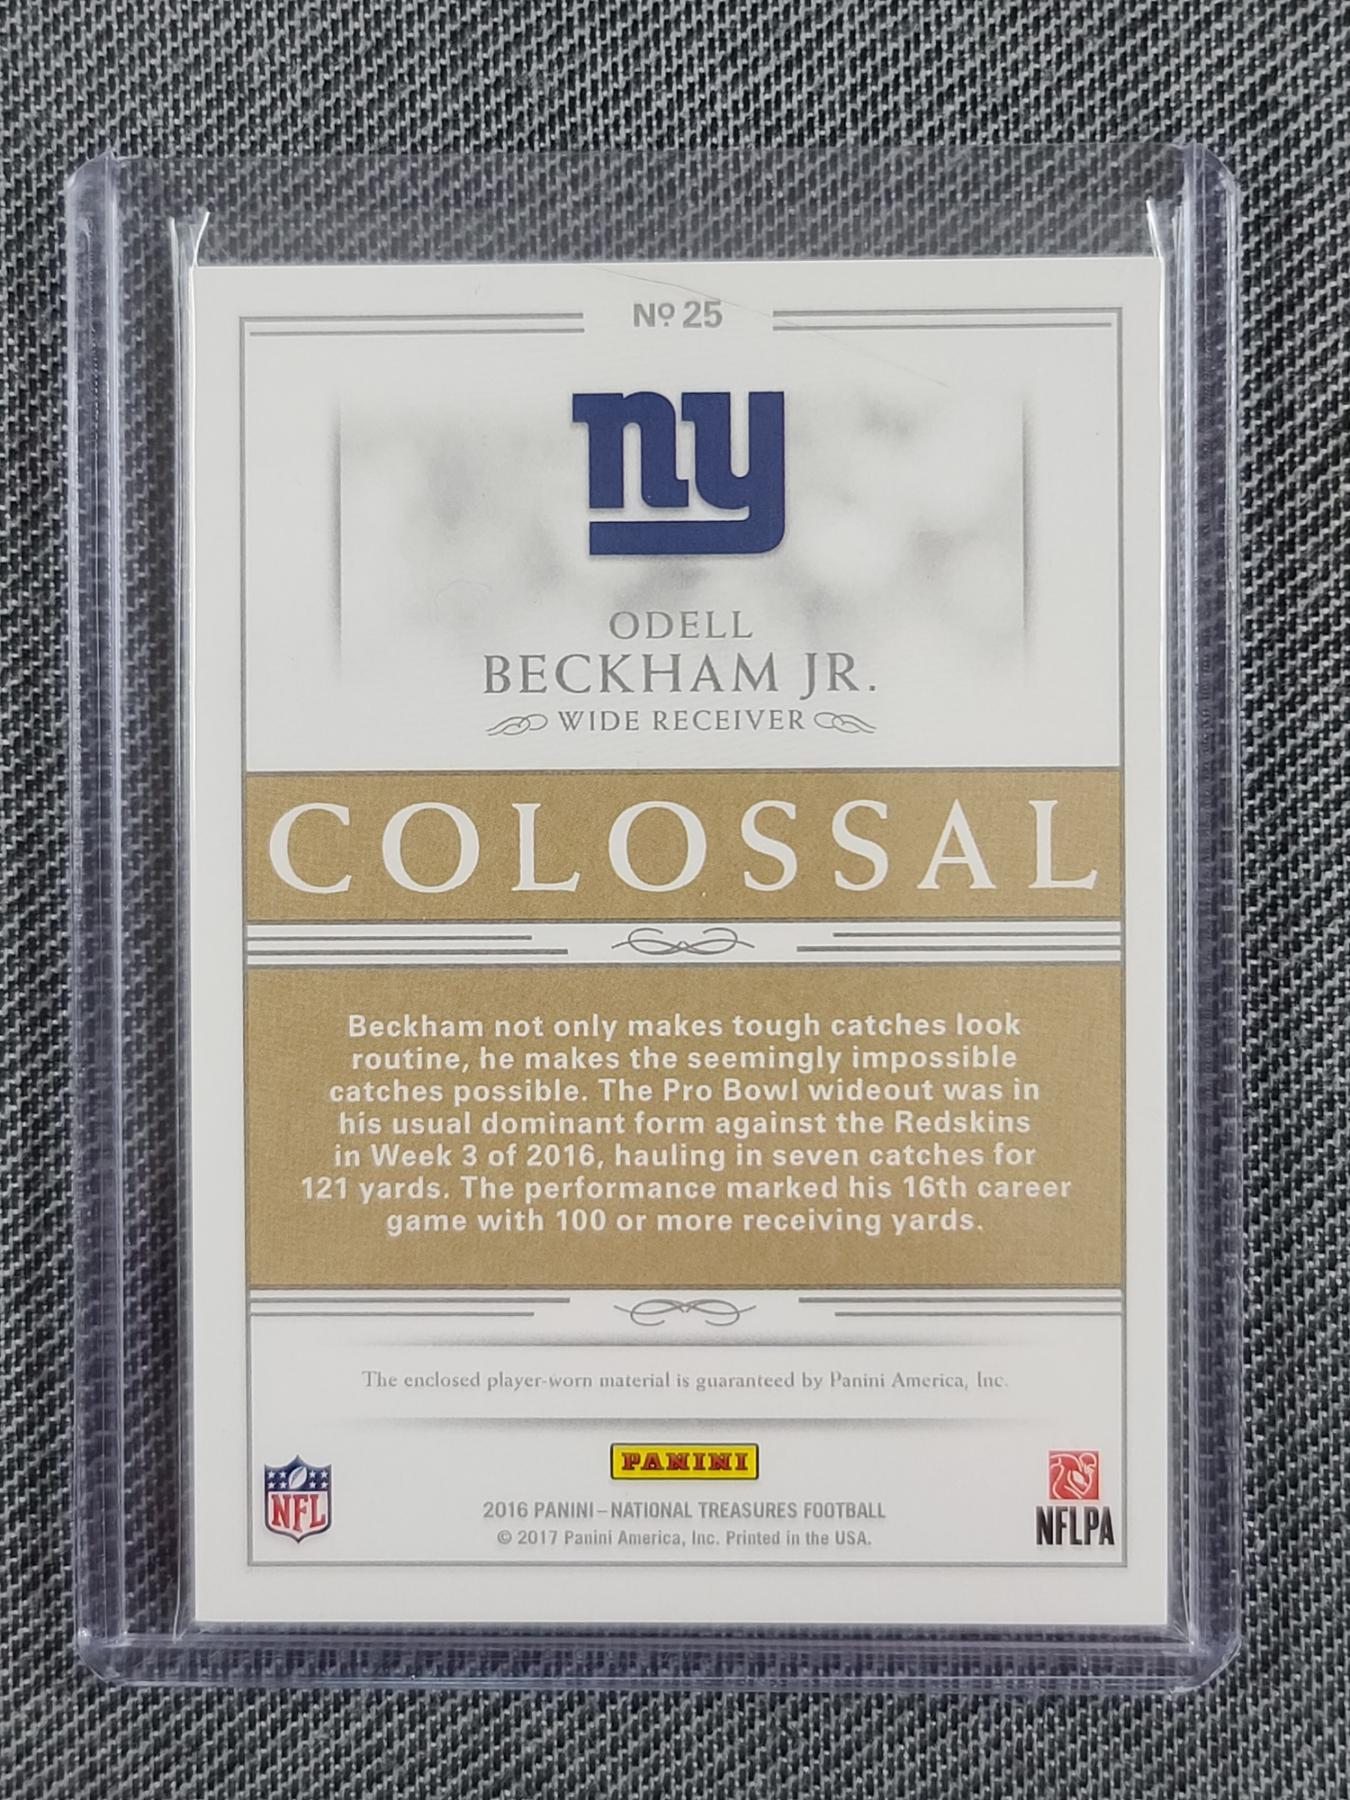 Nº 25
ny
ODELL
BECKHAM JR.
WIDE RECEIVER
COLOSSAL
Beckham not only makes tough catches look
routine, he makes the seemingly impossible
catches possible. The Pro Bowl wideout was in
his usual dominant form against the Redskins
in Week 3 of 2016, hauling in seven catches for
121 yards. The performance marked his 16th career
game with 100 or more receiving yards.
The enclosed player-worn material is guaranteed by Panini America, Inc.
NFL
PANINI
NFLPA
2016 PANINI–NATIONAL TREASURES FOOTBALL
© 2017 Panini America, Inc. Printed in the USA.